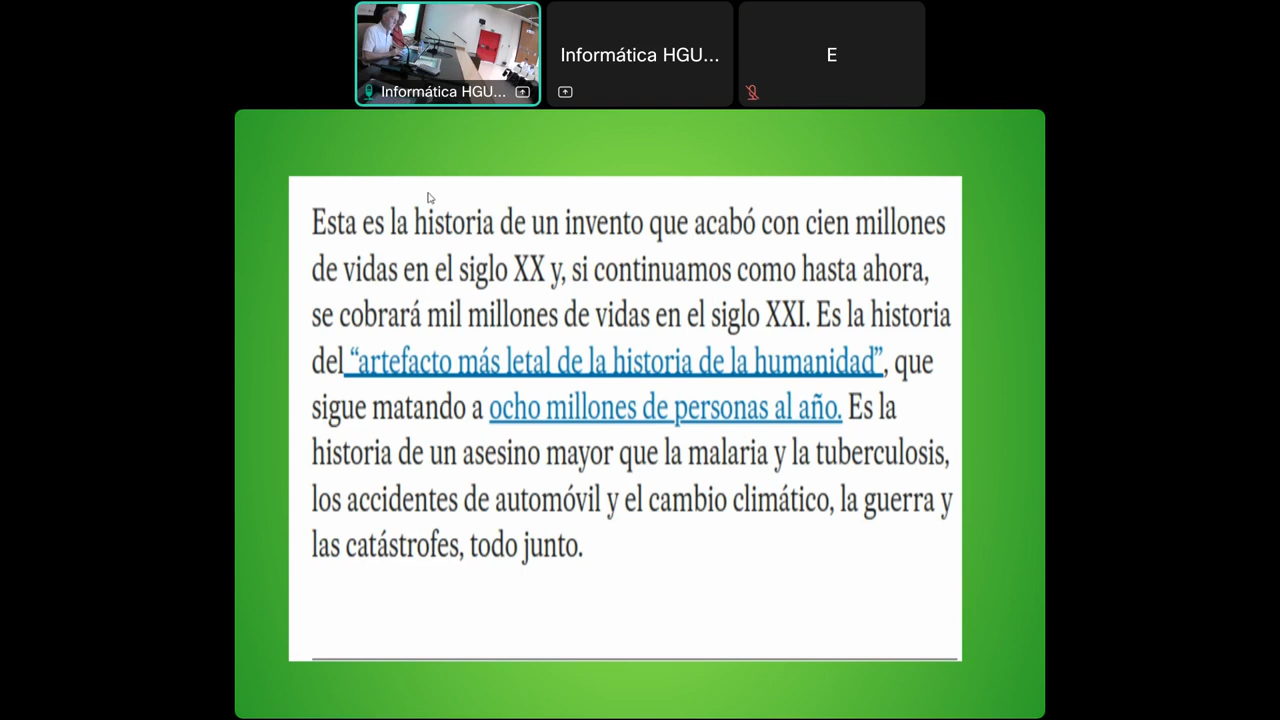 Informática HGU...
Informática HGU...
E
Esta es la historia de un invento que acabó con cien millones
de vidas en el siglo XX y, si continuamos como hasta ahora,
se cobrará mil millones de vidas en el siglo XXI. Es la historia
del “artefacto más letal de la historia de la humanidad”, que
sigue matando a ocho millones de personas al año. Es la
historia de un asesino mayor que la malaria y la tuberculosis,
los accidentes de automóvil y el cambio climático, la guerra y
las catástrofes, todo junto.